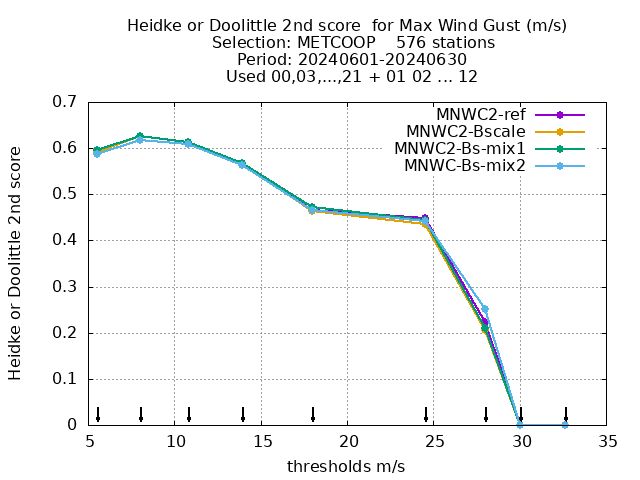 Heidke or Doolittle 2nd score  for Max Wind Gust (m/s)
Selection: METCOOP    576 stations
Period: 20240601-20240630
Used 00,03,...,21 + 01 02 ... 12
Heidke or Doolittle 2nd score
0.7
0.6
0.5
0.4
0.3
0.2
0.1
0
MNWC2-ref
MNWC2-Bscale
MNWC2-Bs-mix1
MNWC-Bs-mix2
5 10 15 20 25 30 35
thresholds m/s